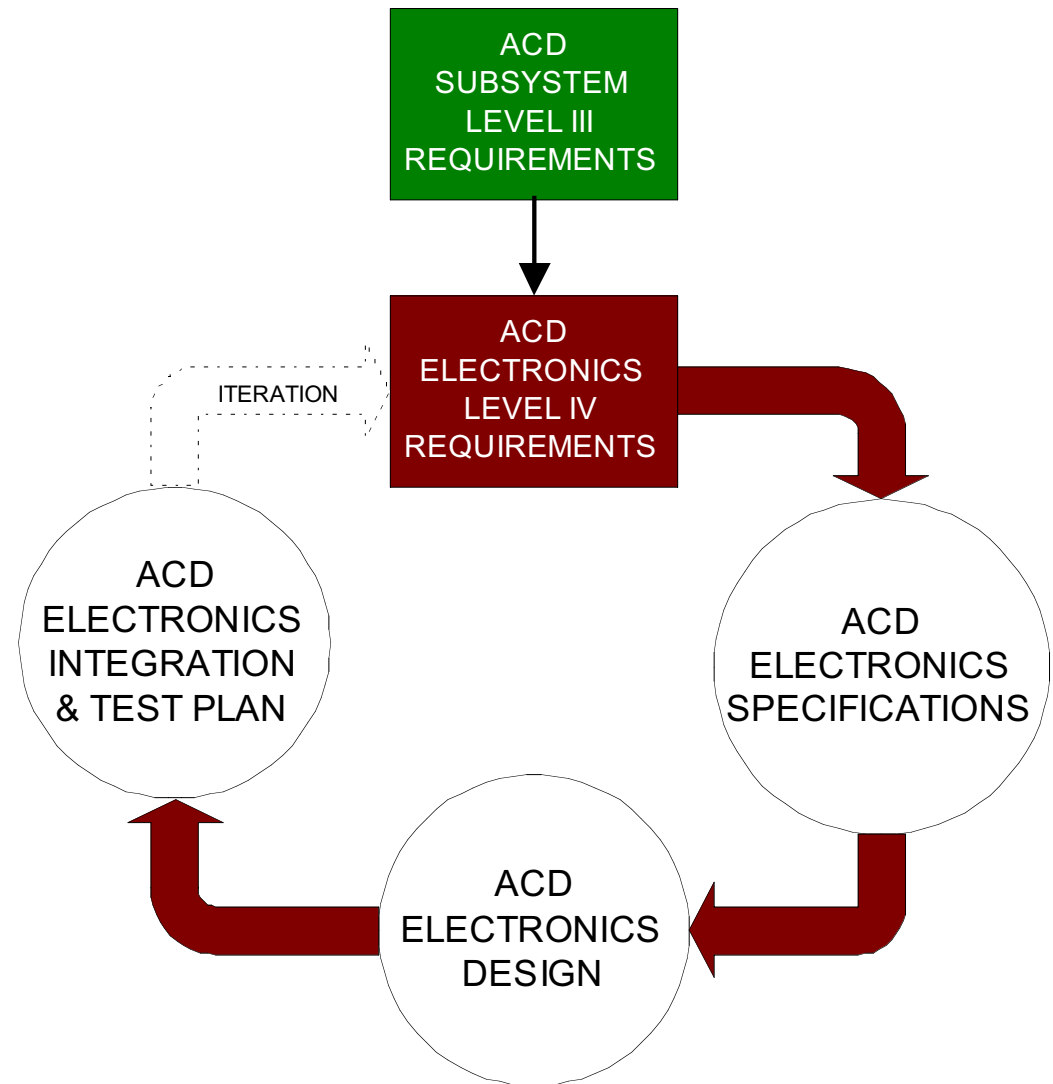 ACD
SUBSYSTEM
LEVEL III
REQUIREMENTS
ACD
ELECTRONICS
LEVEL IV
REQUIREMENTS
ITERATION
ACD
ELECTRONICS
INTEGRATION
& TEST PLAN
ACD
ELECTRONICS
SPECIFICATIONS
ACD
ELECTRONICS
DESIGN